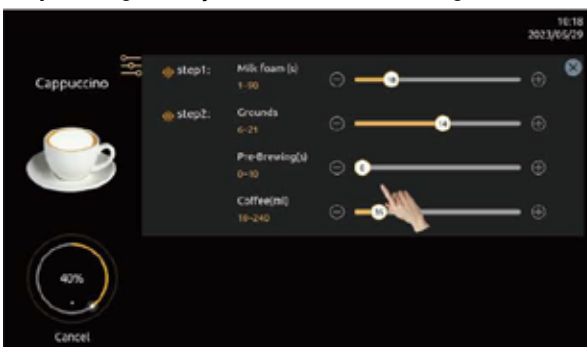 10:18
2023/05/29
Cappuccino
step1:
Milk foam (s)
1-90
18
step2:
Grounds
6-21
14
Pre-Brewing(s)
0-10
0
Coffee(ml)
10-240
35
40%
Cancel